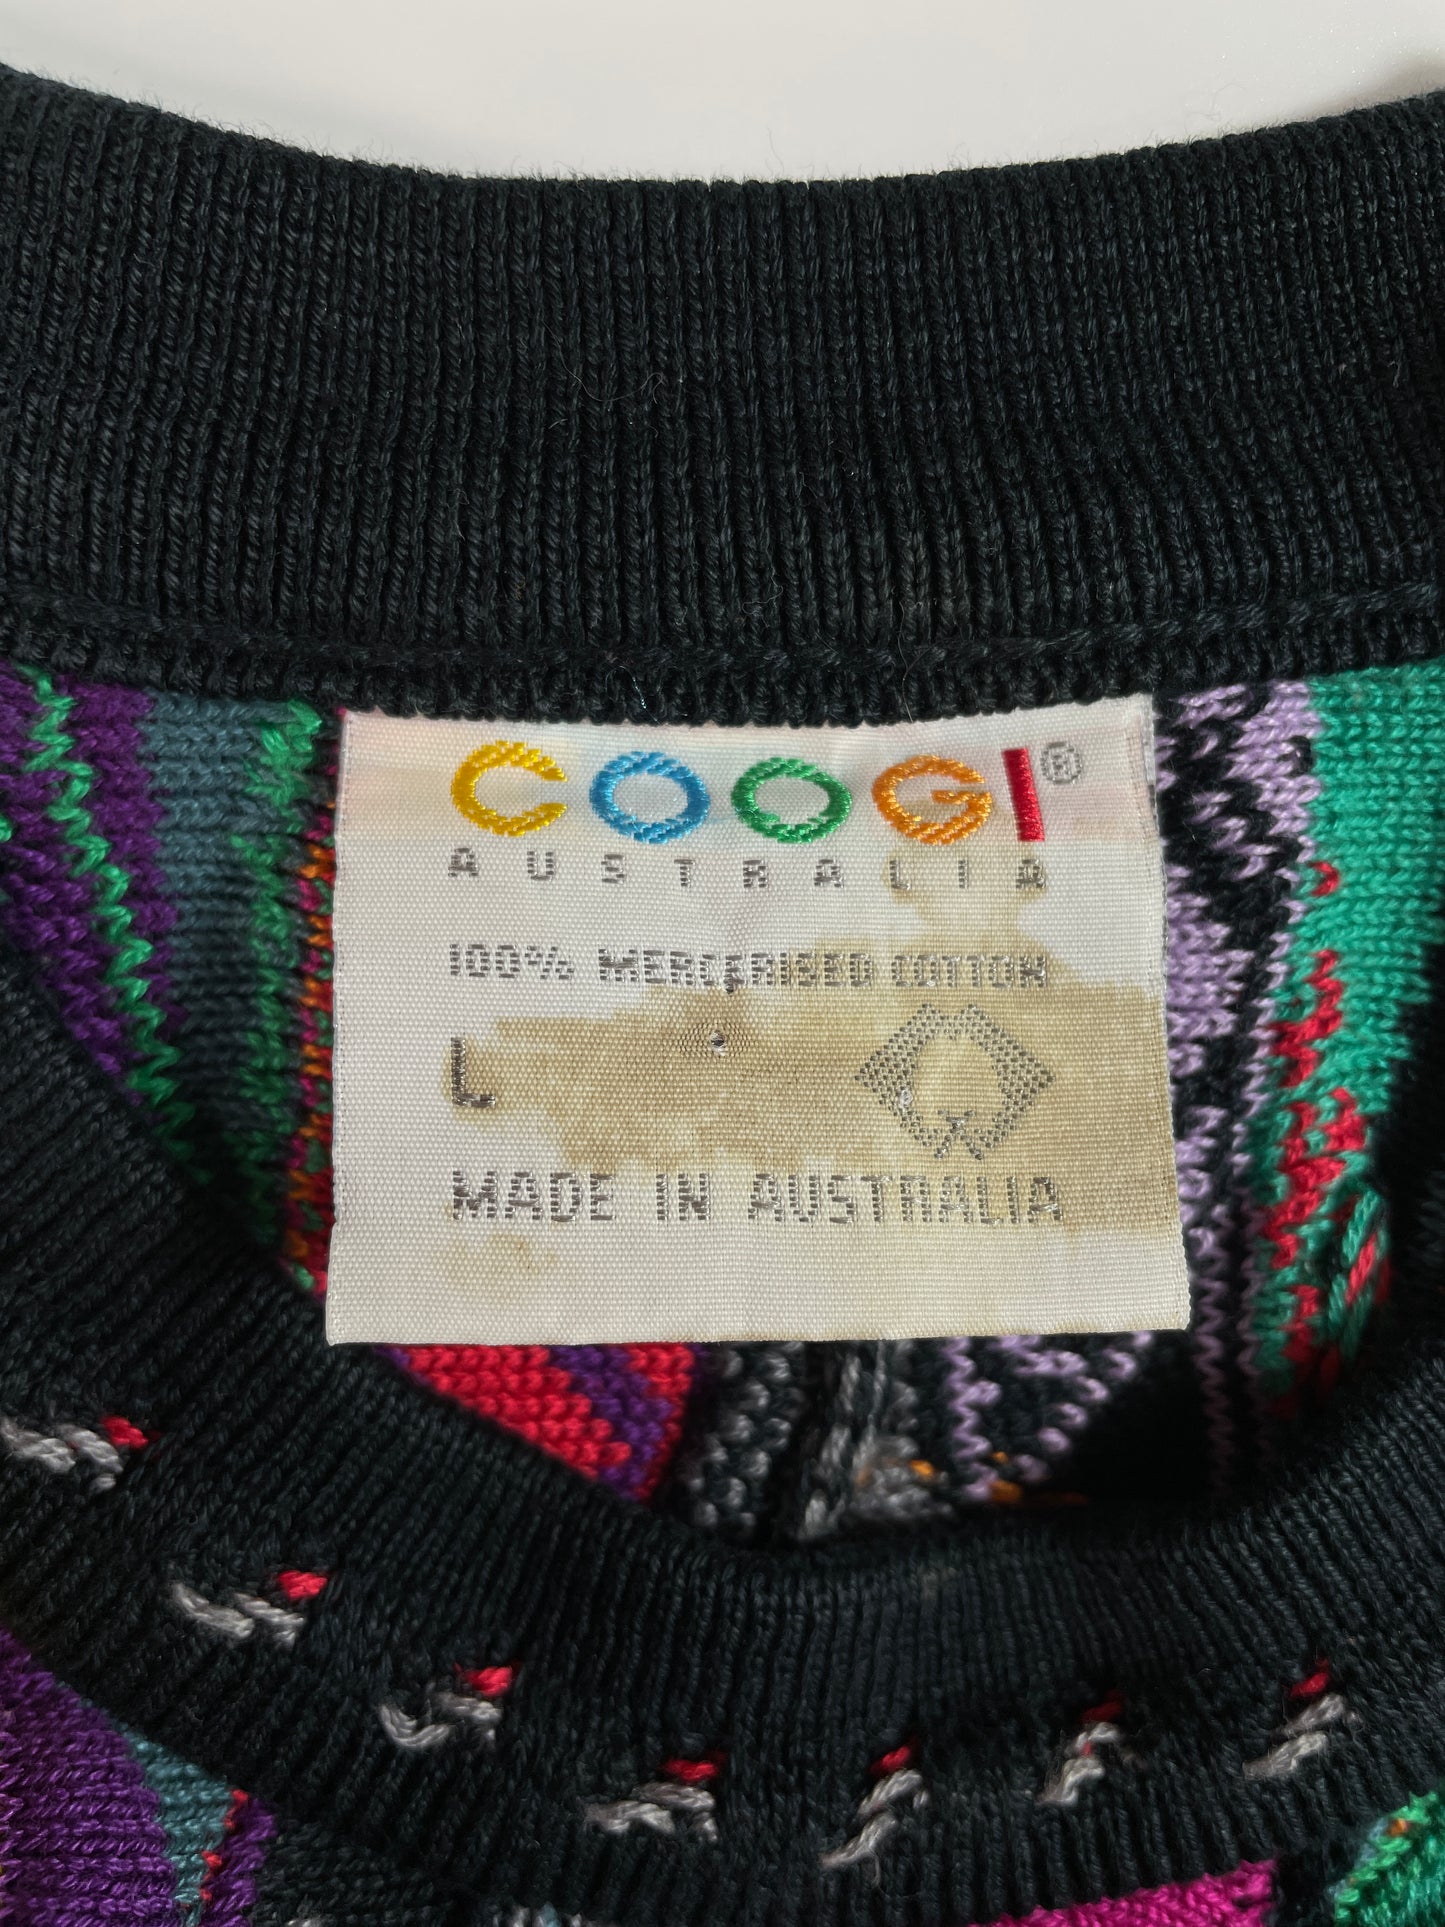 COOGI®
AUSTRALIA
100% MERCERISED COTTON
L
MADE IN AUSTRALIA